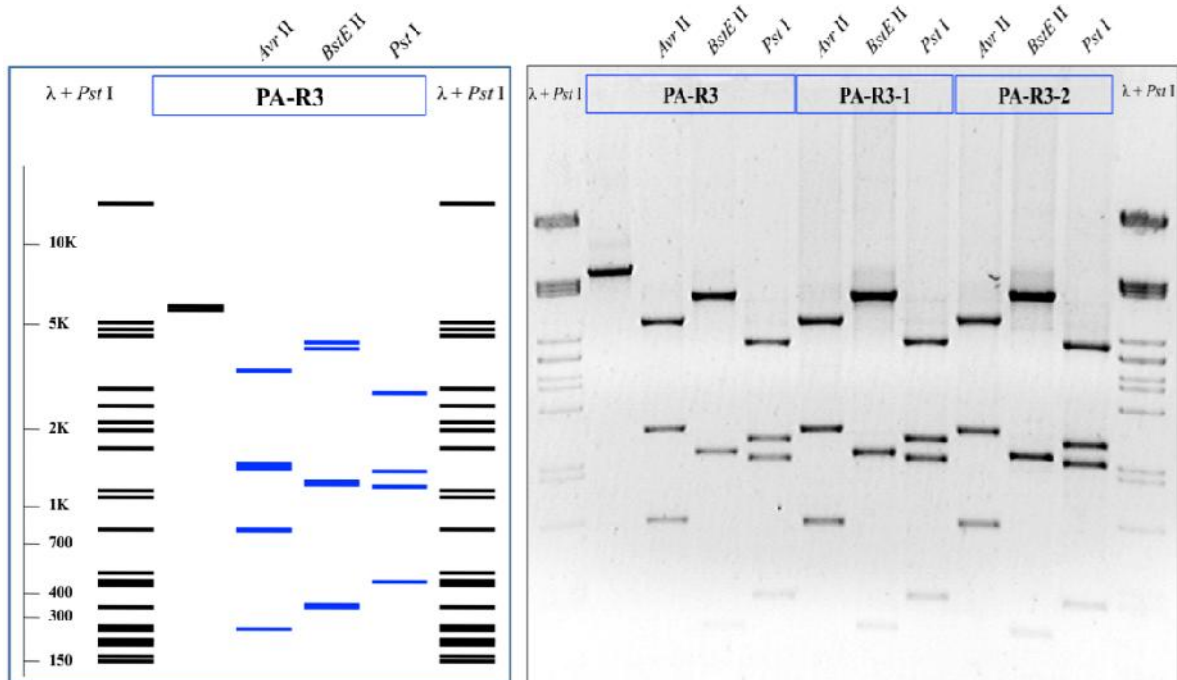 Avr II BstE II Pst I
λ + Pst I PA-R3 λ + Pst I
10K
5K
2K
1K
700
400
300
150
Avr II BstE II Pst I Avr II BstE II Pst I Avr II BstE II Pst I
λ + Pst I PA-R3 PA-R3-1 PA-R3-2 λ + Pst I